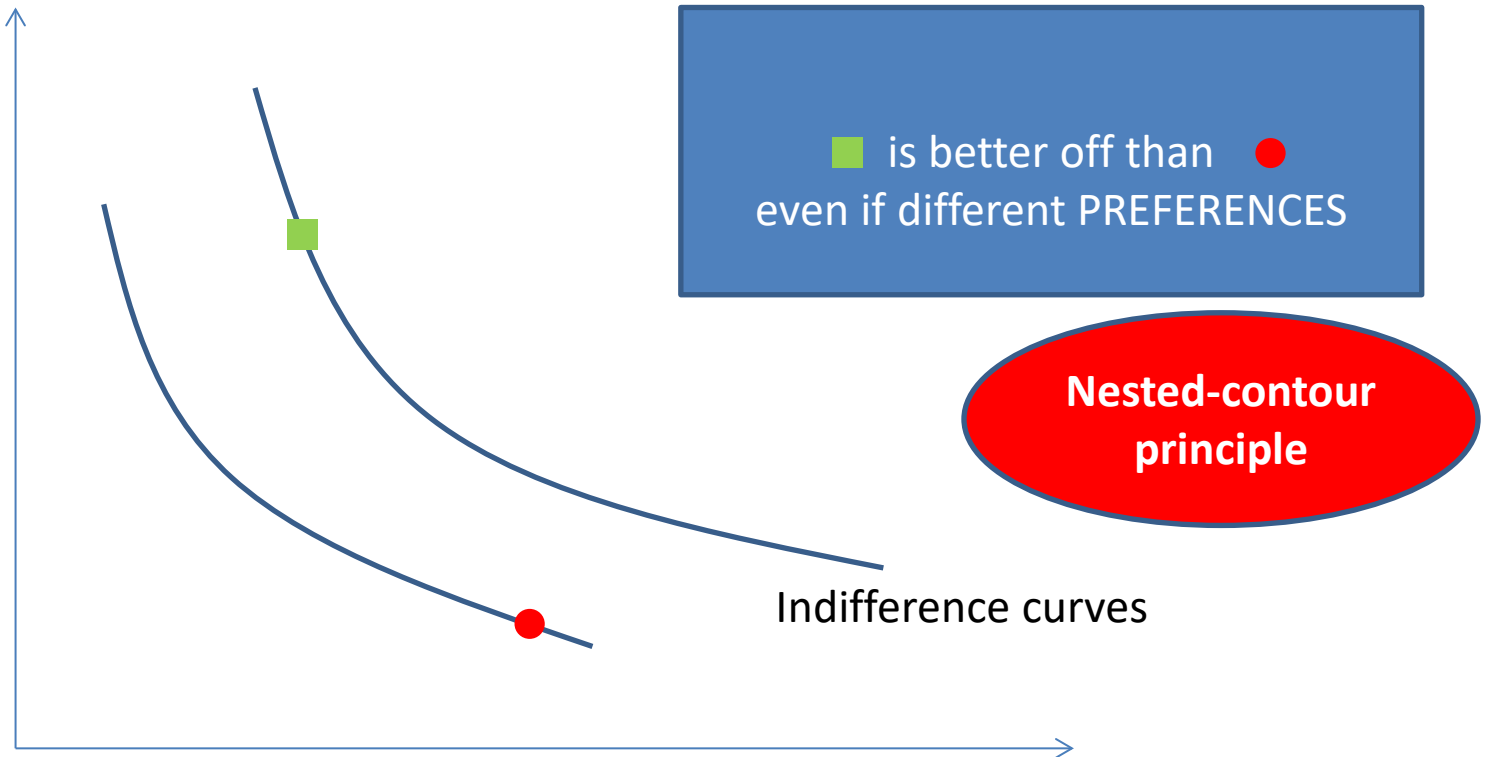 is better off than
even if different PREFERENCES
Nested-contour
principle
Indifference curves